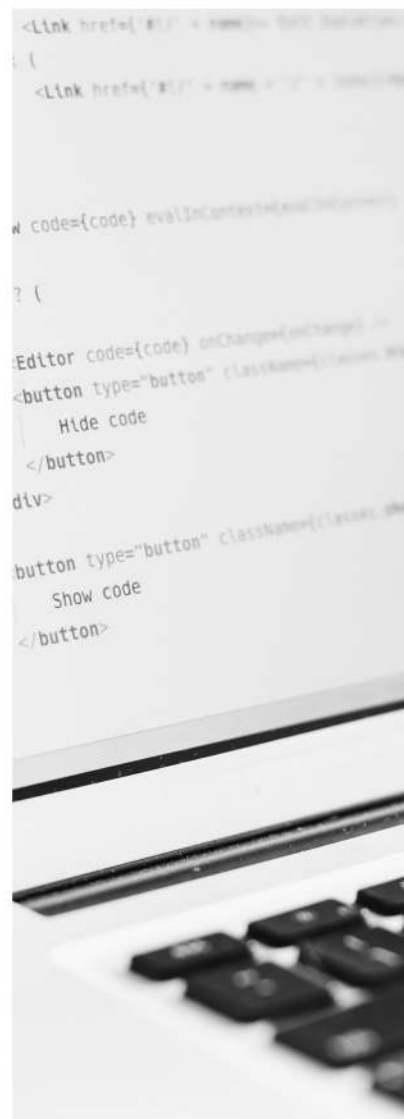 <Link href={'#!/' + name
(
<Link href={'#!/' + name + '/'
code={code} evalInContext=
? (
Editor code={code} onChange={onChange} />
<button type="button" className={classes.
Hide code
</button>
div>
button type="button" className={classes.
Show code
</button>